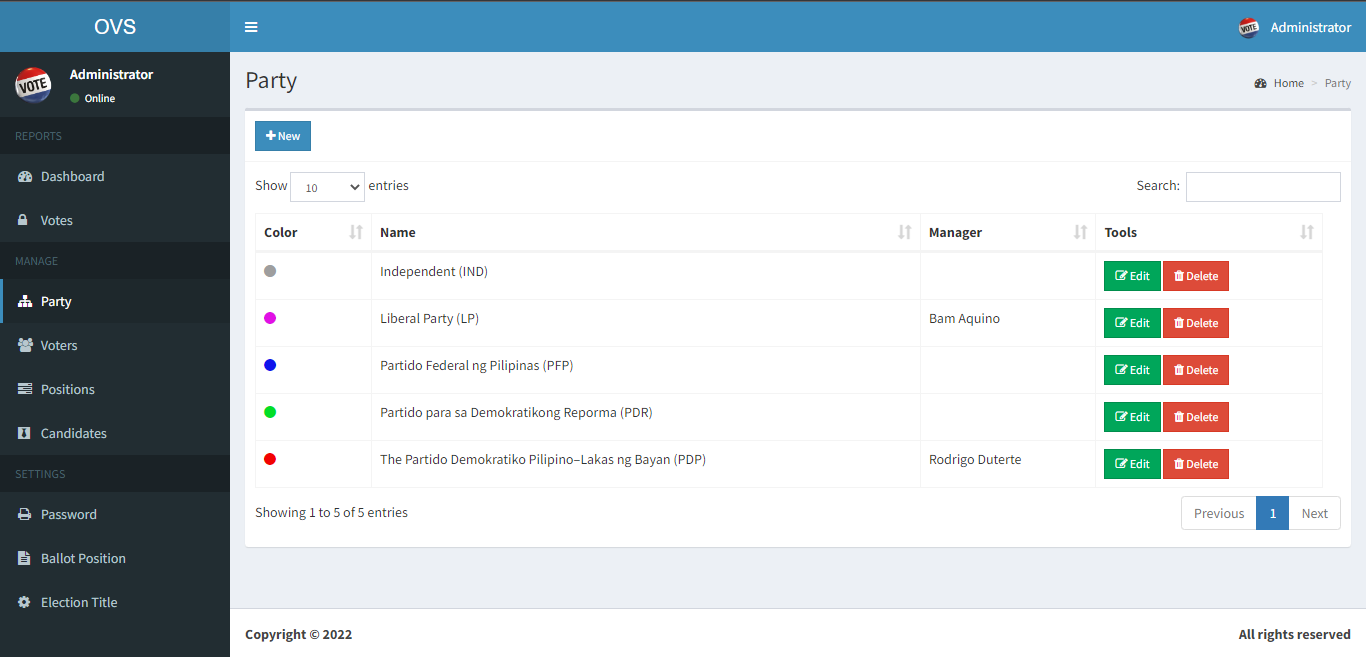 OVS
Administrator
VOTE
Administrator
Online
REPORTS
Dashboard
Votes
MANAGE
Party
Voters
Positions
Candidates
SETTINGS
Password
Ballot Position
Election Title
Party
Home > Party
New
Show 10 entries
Search:
Color Name Manager Tools
Independent (IND) Edit Delete
Liberal Party (LP) Bam Aquino Edit Delete
Partido Federal ng Pilipinas (PFP) Edit Delete
Partido para sa Demokratikong Reporma (PDR) Edit Delete
The Partido Demokratiko Pilipino–Lakas ng Bayan (PDP) Rodrigo Duterte Edit Delete
Showing 1 to 5 of 5 entries
Previous 1 Next
Copyright © 2022
All rights reserved
VOTE